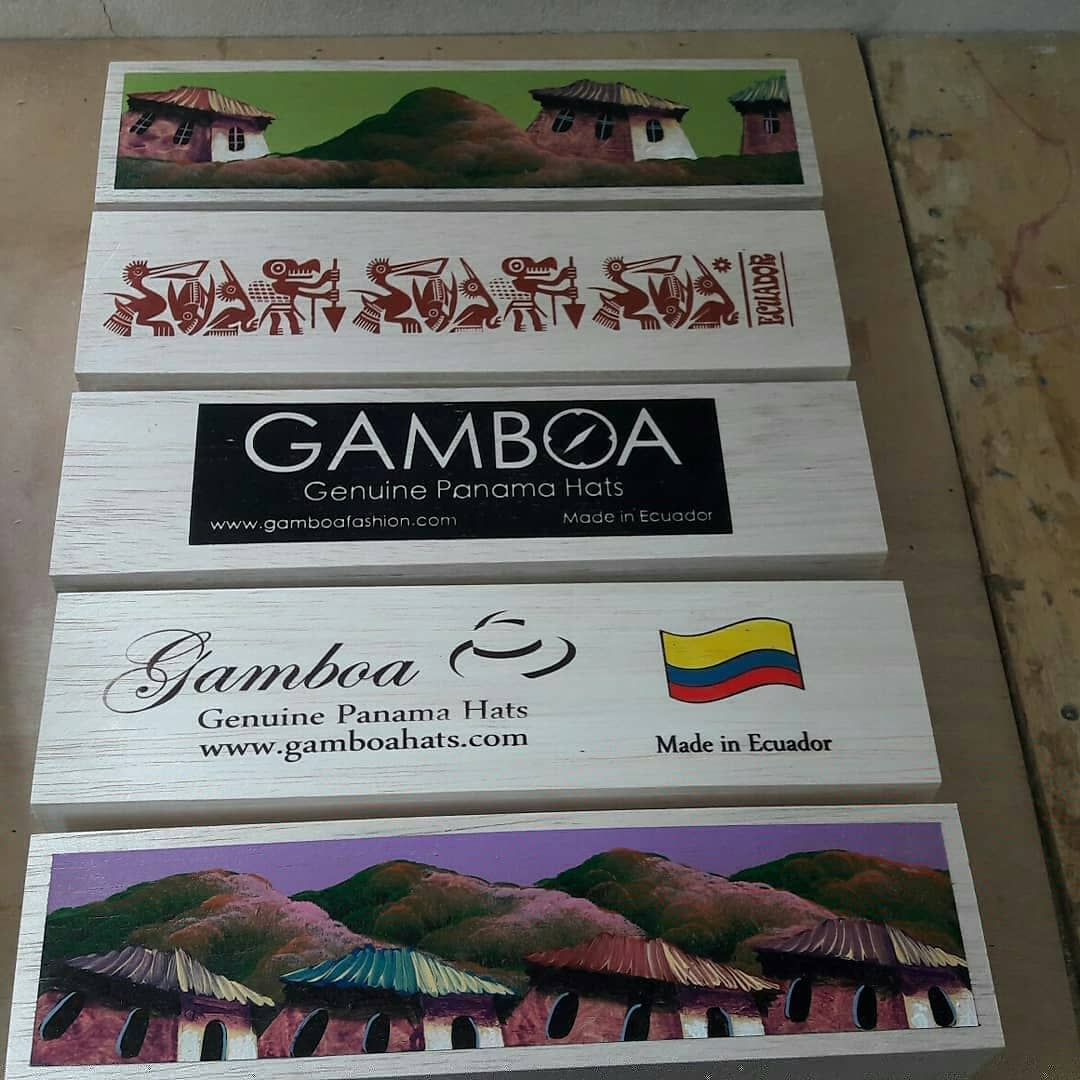 ECUADOR
GAMBOA
Genuine Panama Hats
www.gamboafashion.com Made in Ecuador
Gamboa
Genuine Panama Hats
www.gamboahats.com
Made in Ecuador